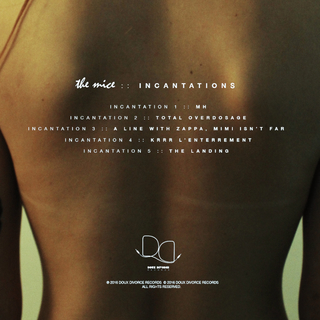 the mice :: INCANTATIONS
INCANTATION 1 :: MH
INCANTATION 2 :: TOTAL OVERDOSAGE
INCANTATION 3 :: A LINE WITH ZAPPA, MIMI ISN'T FAR
INCANTATION 4 :: KRRR L'ENTERREMENT
INCANTATION 5 :: THE LANDING
DD
© 2016 DOUX DIVORCE RECORDS ℗ 2016 DOUX DIVORCE RECORDS
ALL RIGHTS RESERVED.